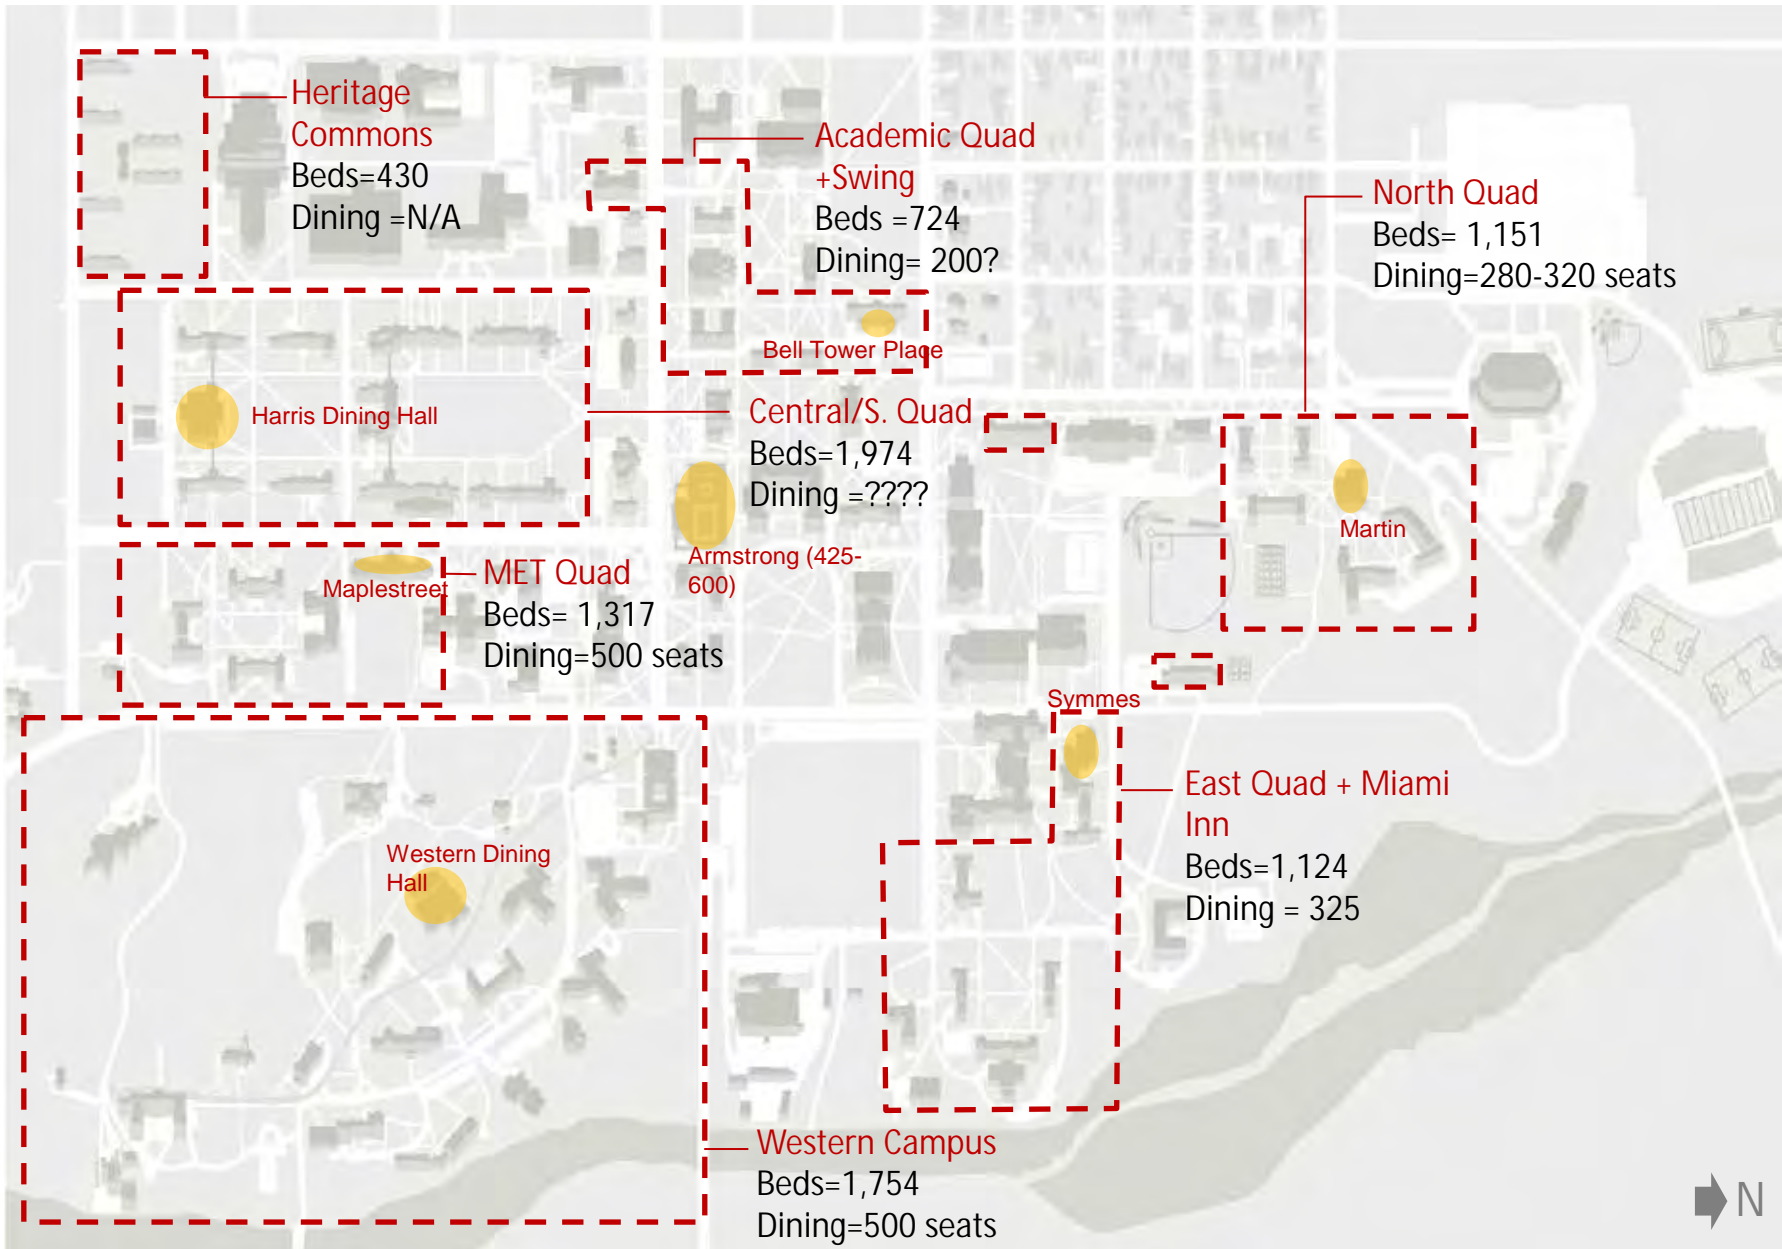 Heritage
Commons
Beds=430
Dining =N/A
Academic Quad
+Swing
Beds =724
Dining= 200?
North Quad
Beds= 1,151
Dining=280-320 seats
Bell Tower Place
Harris Dining Hall
Central/S. Quad
Beds=1,974
Dining =????
Armstrong (425-
600)
Martin
Maplestreet
MET Quad
Beds= 1,317
Dining=500 seats
Symmes
East Quad + Miami
Inn
Beds=1,124
Dining = 325
Western Dining
Hall
Western Campus
Beds=1,754
Dining=500 seats
N